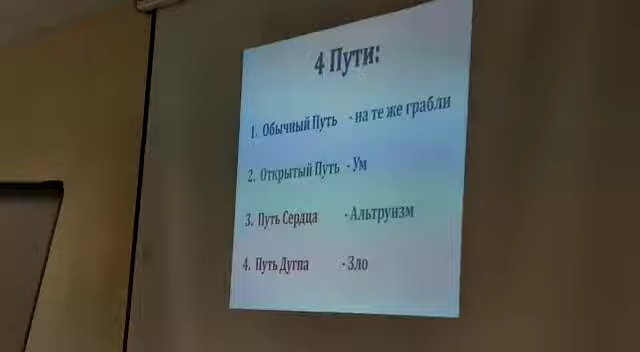 4 Пути:
1. Обычный Путь - на те же грабли
2. Открытый Путь - Ум
3. Путь Сердца - Альтруизм
4. Путь Дугпа - Зло